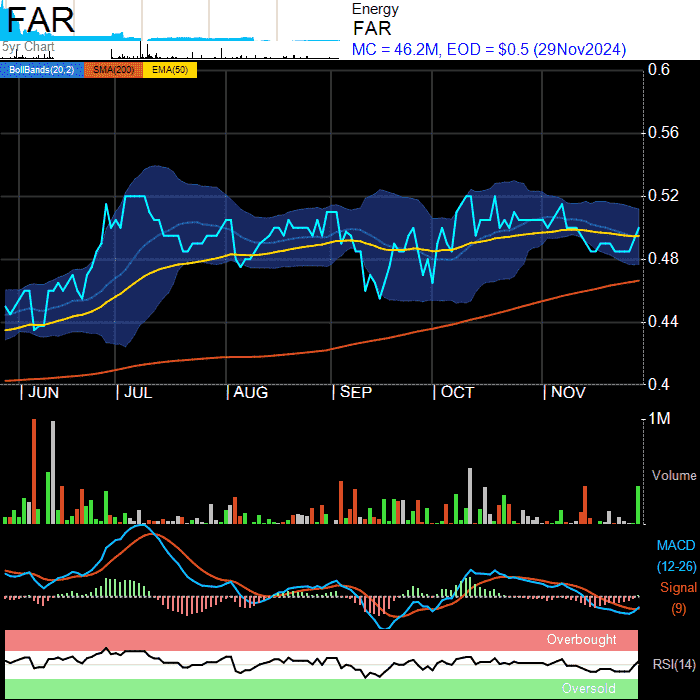 FAR
5yr Chart
Energy
FAR
MC = 46.2M, EOD = $0.5 (29Nov2024)
BollBands(20,2) SMA(200) EMA(50)
0.6
0.56
0.52
0.48
0.44
0.4
JUN JUL AUG SEP OCT NOV
1M
Volume
MACD
(12-26)
Signal
(9)
Overbought
RSI(14)
Oversold